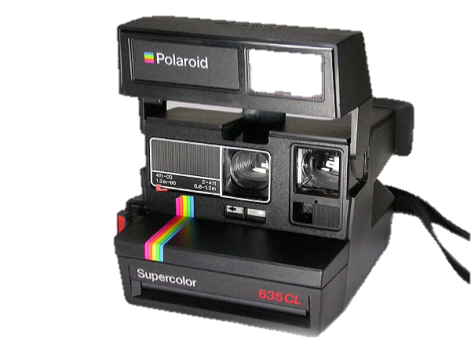 Polaroid
4ft-∞ 2-4ft
1.2m-∞ 0.6-1.2m
Supercolor
635CL